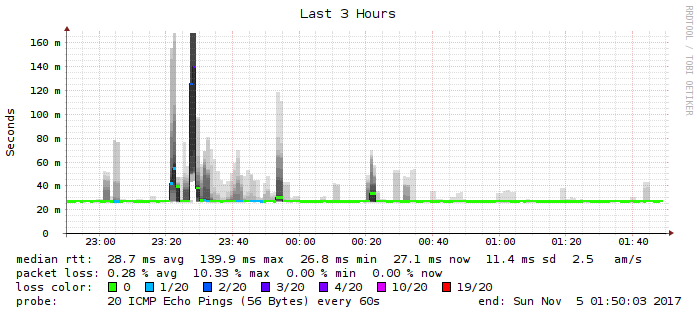 Last 3 Hours
RRDTOOL / TOBI OETIKER
Seconds
160 m
140 m
120 m
100 m
80 m
60 m
40 m
20 m
0
23:00 23:20 23:40 00:00 00:20 00:40 01:00 01:20 01:40
median rtt: 28.7 ms avg 139.9 ms max 26.8 ms min 27.1 ms now 11.4 ms sd 2.5 am/s
packet loss: 0.28 % avg 10.33 % max 0.00 % min 0.00 % now
loss color: 0 1/20 2/20 3/20 4/20 10/20 19/20
probe: 20 ICMP Echo Pings (56 Bytes) every 60s end: Sun Nov 5 01:50:03 2017